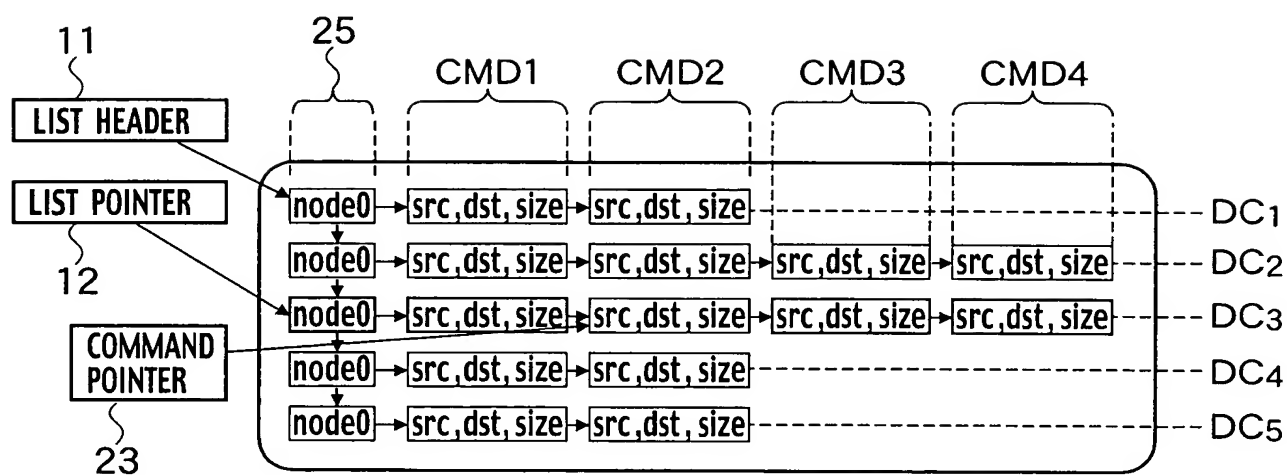 11
25
CMD1 CMD2 CMD3 CMD4
LIST HEADER
LIST POINTER
12
node0 src,dst,size src,dst,size DC1
node0 src,dst,size src,dst,size src,dst,size src,dst,size DC2
node0 src,dst,size src,dst,size src,dst,size src,dst,size DC3
COMMAND
POINTER
node0 src,dst,size src,dst,size DC4
node0 src,dst,size src,dst,size DC5
23